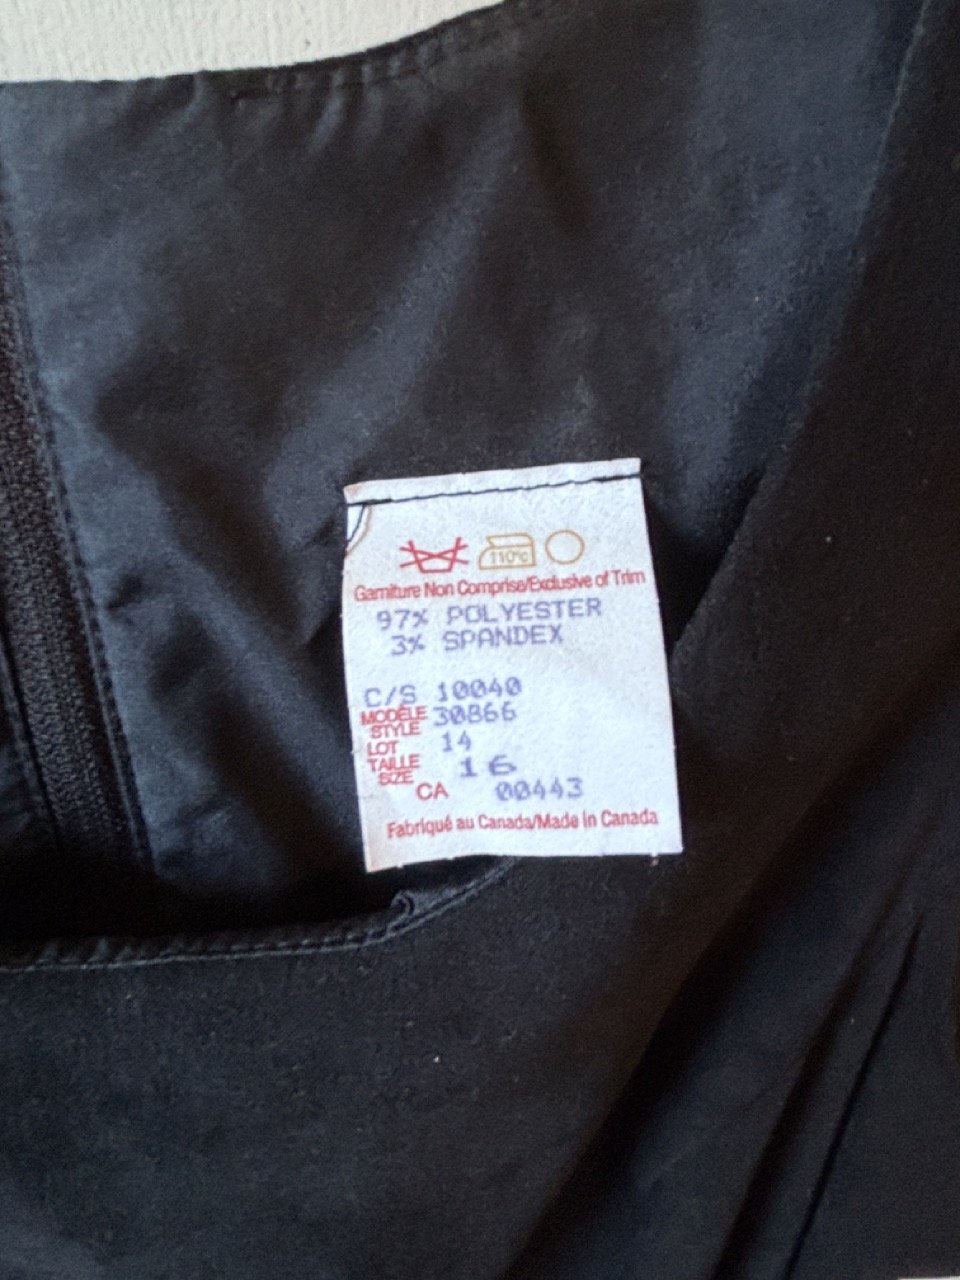 110°c
Garniture Non Comprise/Exclusive of Trim
97% POLYESTER
3% SPANDEX
C/S 10040
MODÈLE STYLE 30866
LOT 14
TAILLE SIZE 16
CA 00443
Fabriqué au Canada/Made in Canada